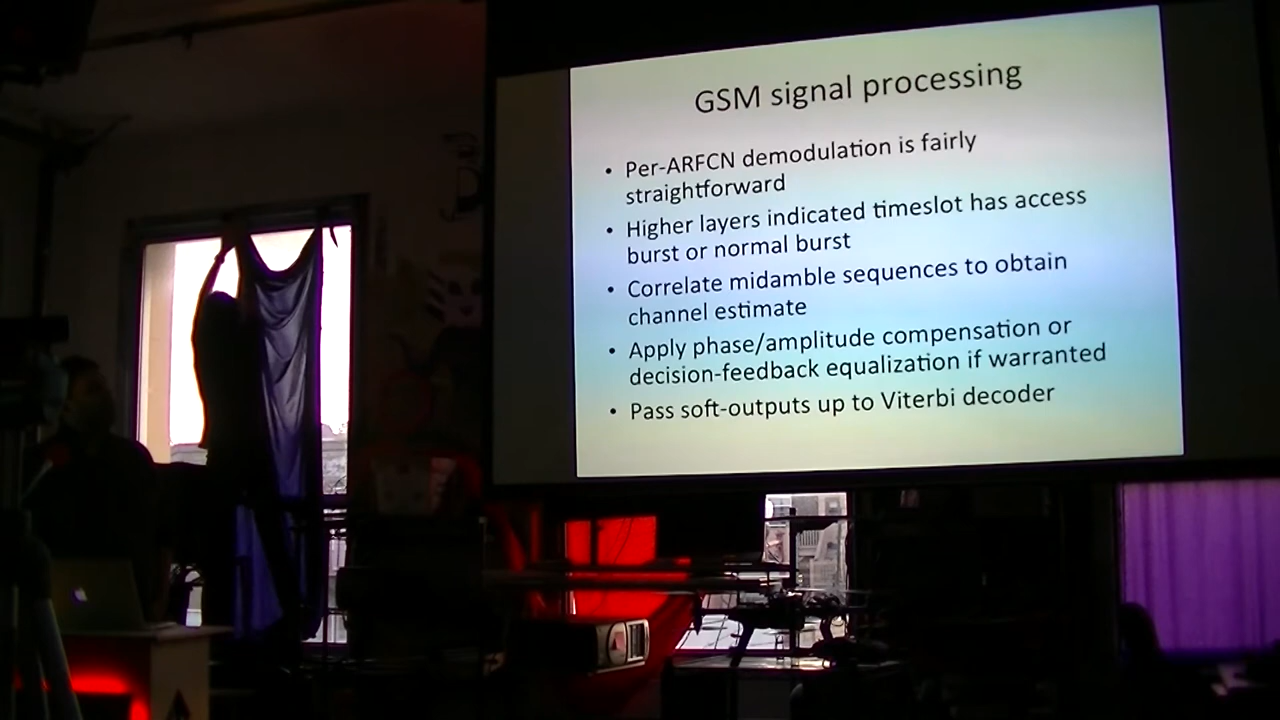 GSM signal processing
• Per-ARFCN demodulation is fairly
straightforward
• Higher layers indicated timeslot has access
burst or normal burst
• Correlate midamble sequences to obtain
channel estimate
• Apply phase/amplitude compensation or
decision-feedback equalization if warranted
• Pass soft-outputs up to Viterbi decoder